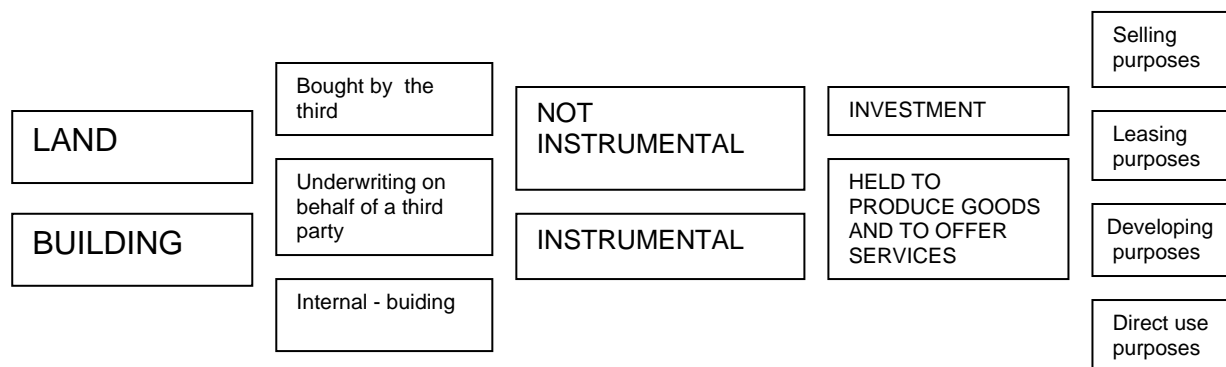 LAND
BUILDING
Bought by the
third
Underwriting on
behalf of a third
party
Internal - buiding
NOT
INSTRUMENTAL
INSTRUMENTAL
INVESTMENT
HELD TO
PRODUCE GOODS
AND TO OFFER
SERVICES
Selling
purposes
Leasing
purposes
Developing
purposes
Direct use
purposes